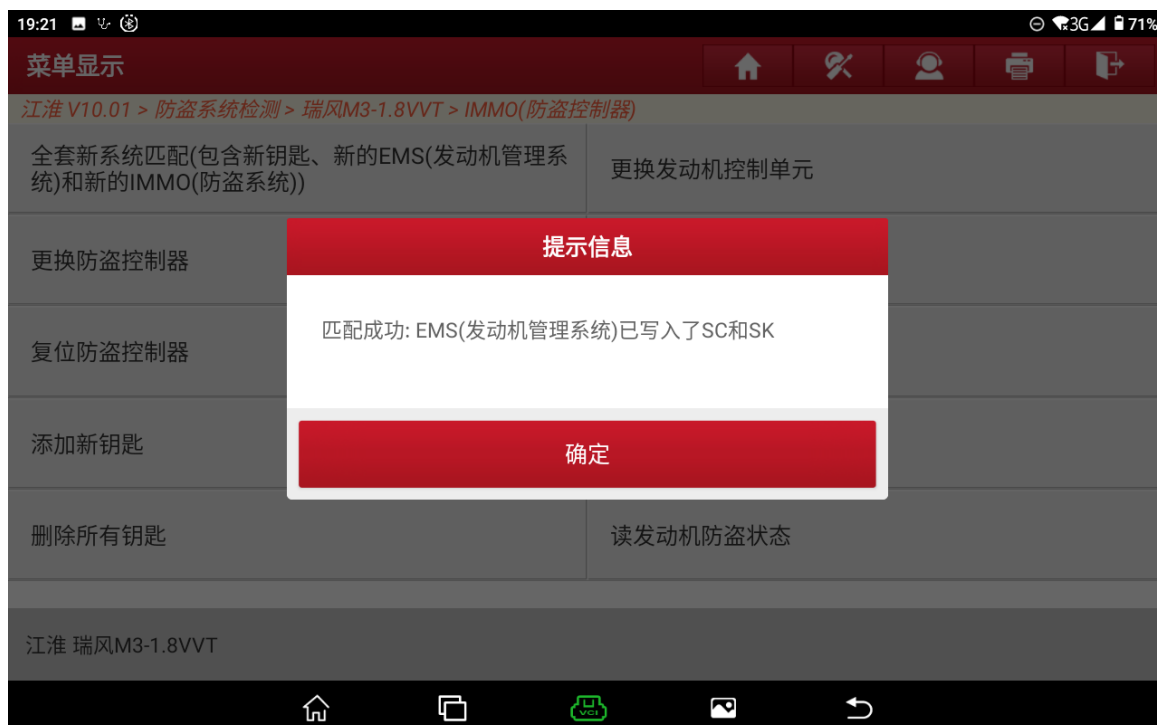 19:21
3G 71%
菜单显示
江淮 V10.01 > 防盗系统检测 > 瑞风M3-1.8VVT > IMMO(防盗控制器)
全套新系统匹配(包含新钥匙、新的EMS(发动机管理系
统)和新的IMMO(防盗系统))
更换发动机控制单元
更换防盗控制器
提示信息
匹配成功: EMS(发动机管理系统)已写入了SC和SK
复位防盗控制器
添加新钥匙
确定
删除所有钥匙
读发动机防盗状态
江淮 瑞风M3-1.8VVT
VCI